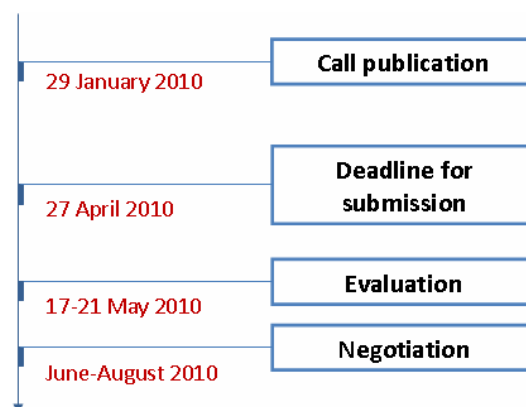 Call publication
29 January 2010
Deadline for
submission
27 April 2010
Evaluation
17-21 May 2010
Negotiation
June-August 2010